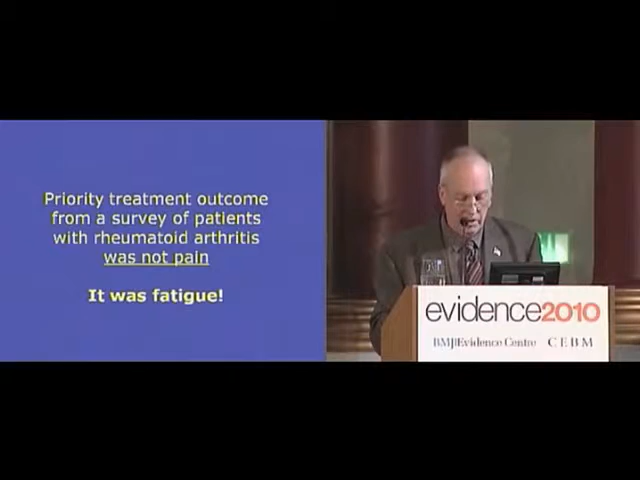 Priority treatment outcome
from a survey of patients
with rheumatoid arthritis
was not pain
It was fatigue!
evidence2010
BMJ|Evidence Centre CEBM